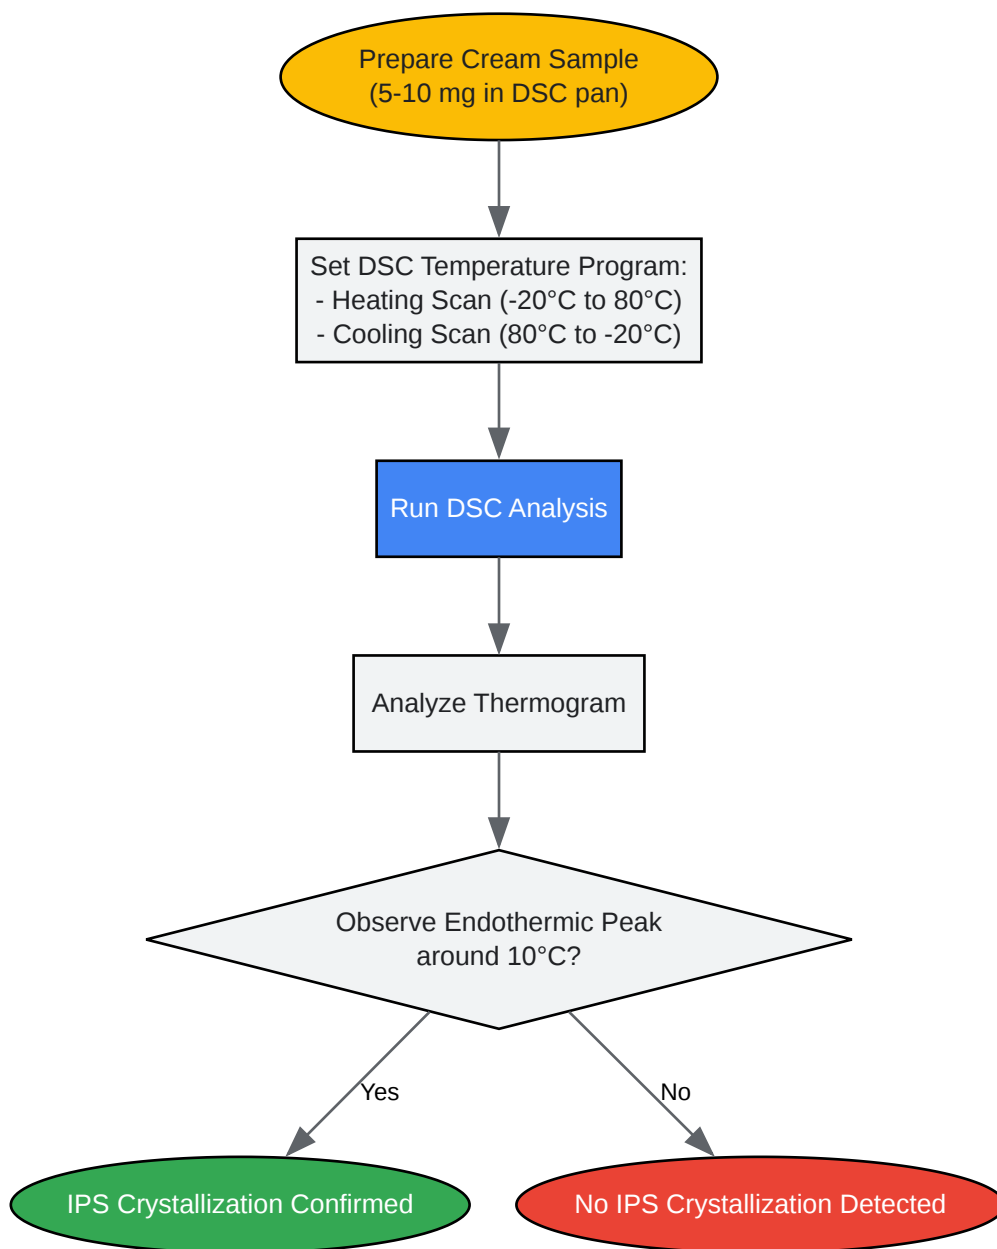 Prepare Cream Sample
(5-10 mg in DSC pan)
Set DSC Temperature Program:
- Heating Scan (-20°C to 80°C)
- Cooling Scan (80°C to -20°C)
Run DSC Analysis
Analyze Thermogram
Observe Endothermic Peak
around 10°C?
Yes
No
IPS Crystallization Confirmed
No IPS Crystallization Detected